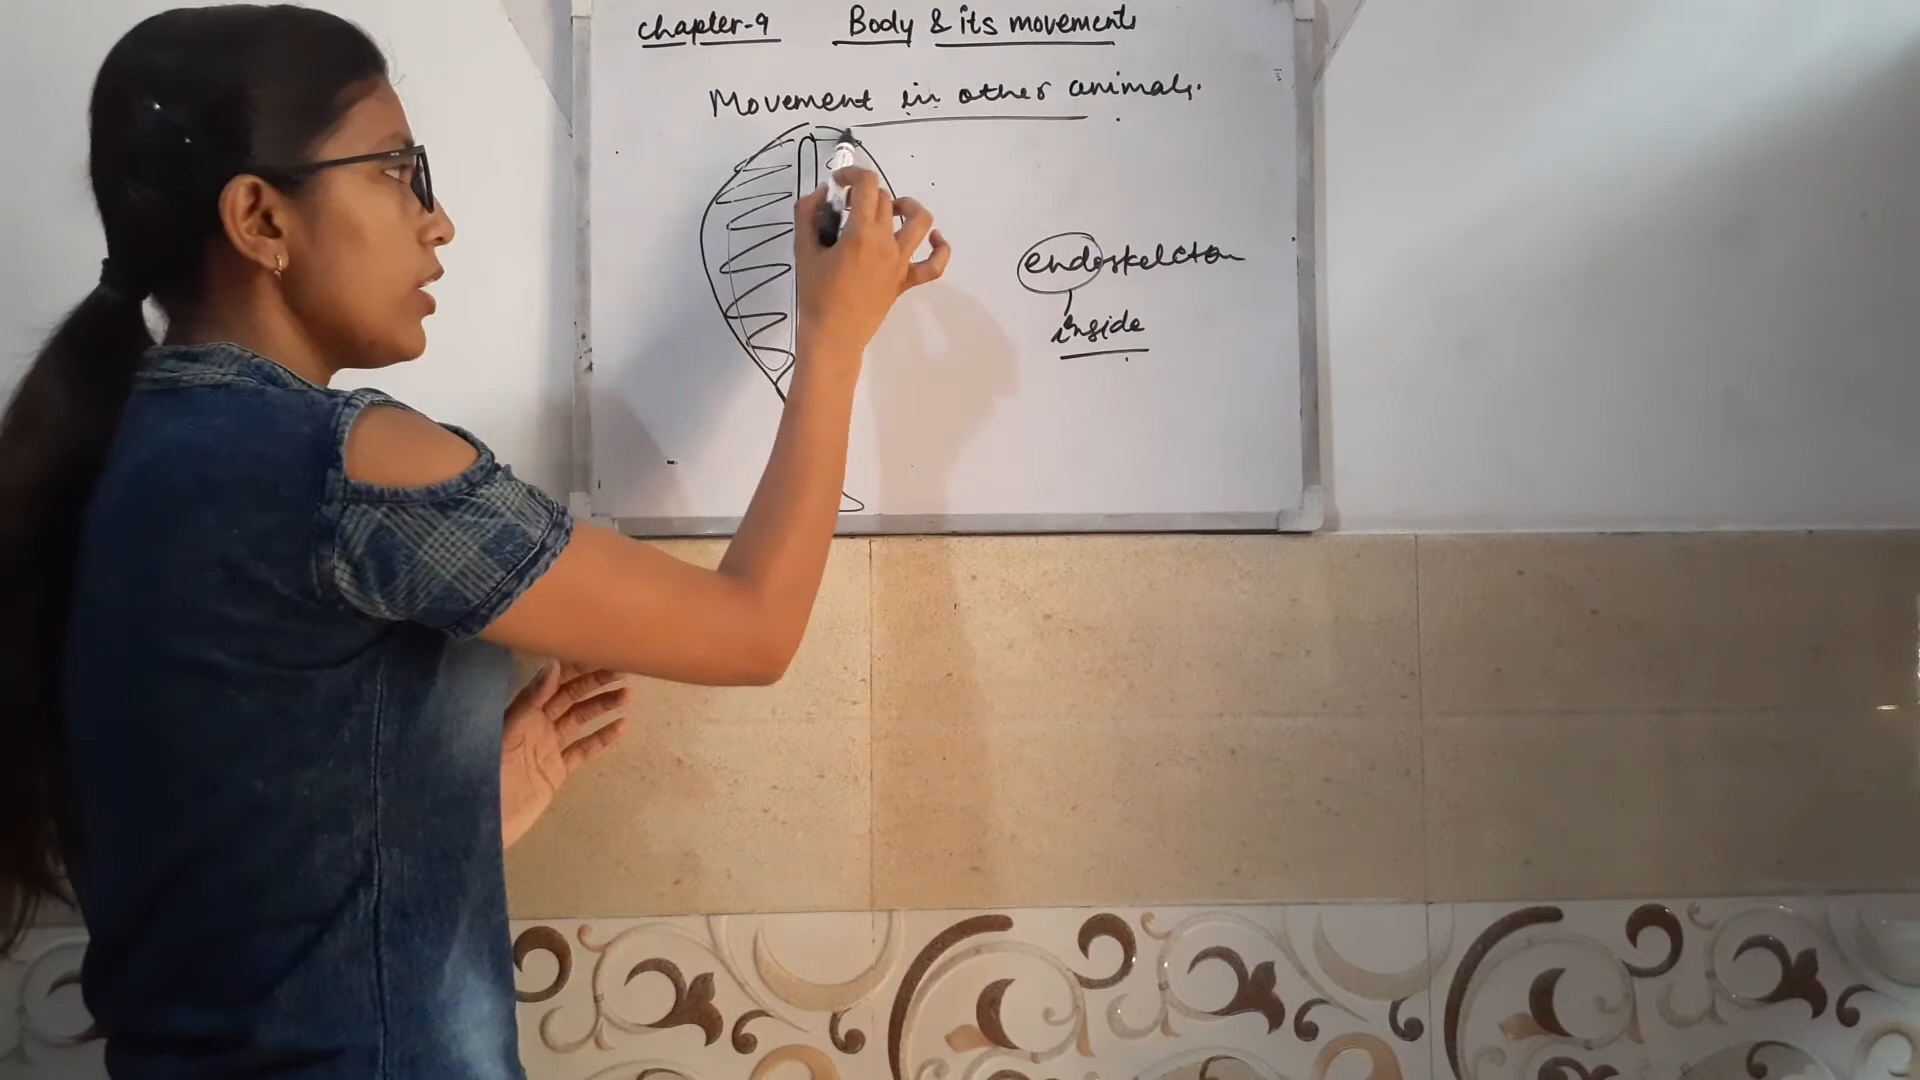 chapter-9 Body & its movements
Movement in other animals.
endoskeleton
inside